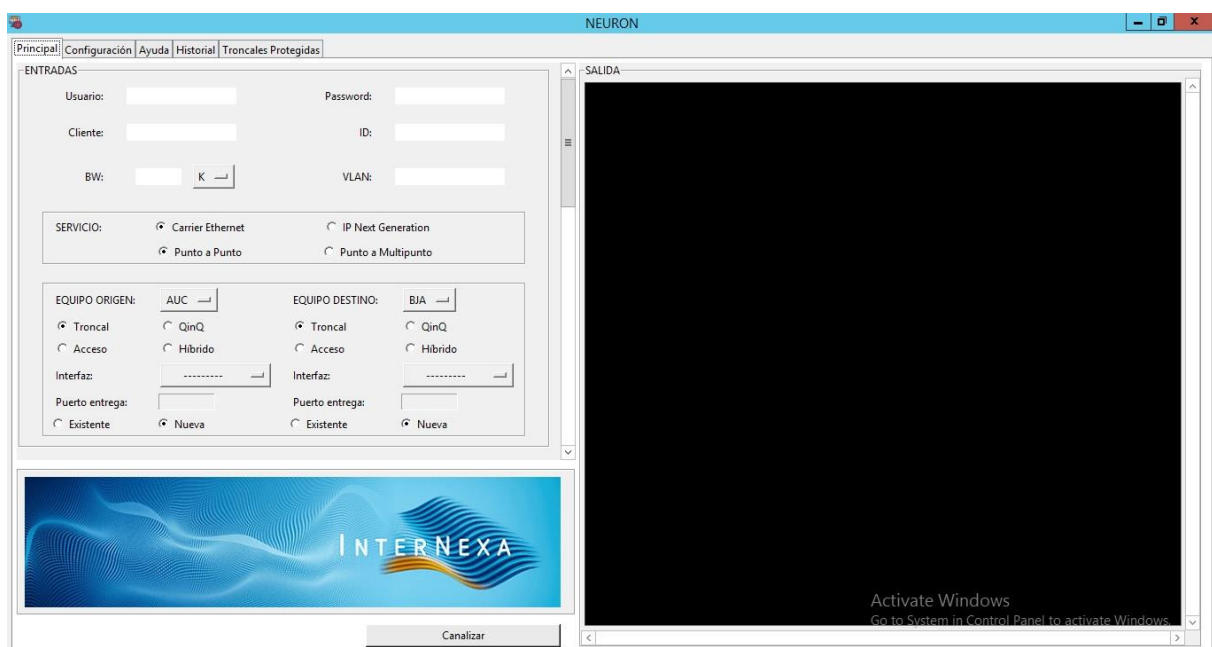 NEURON
Principal Configuración Ayuda Historial Troncales Protegidas
ENTRADAS
Usuario: Password:
Cliente: ID:
BW: K VLAN:
SERVICIO: Carrier Ethernet IP Next Generation
Punto a Punto Punto a Multipunto
EQUIPO ORIGEN: AUC EQUIPO DESTINO: BJA
Troncal QinQ Troncal QinQ
Acceso Híbrido Acceso Híbrido
Interfaz: --------- Interfaz: ---------
Puerto entrega: Puerto entrega:
Existente Nueva Existente Nueva
INTERNEXA
Canalizar
SALIDA
Activate Windows
Go to System in Control Panel to activate Windows.